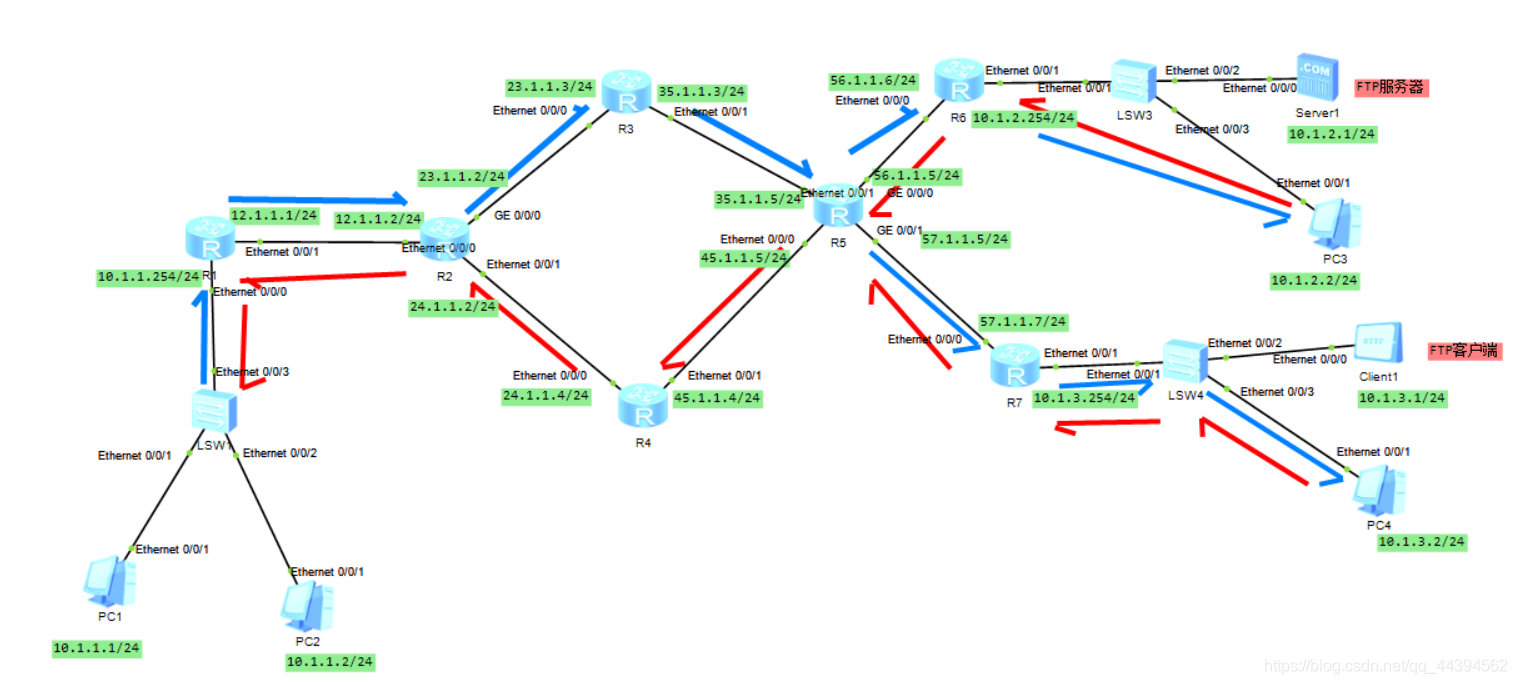 23.1.1.3/24
Ethernet 0/0/0
R
R3
35.1.1.3/24
Ethernet 0/0/1
56.1.1.6/24
Ethernet 0/0/0
R
R6
Ethernet 0/0/1
10.1.2.254/24
Ethernet 0/0/1
LSW3
Ethernet 0/0/2
Ethernet 0/0/3
.COM
Ethernet 0/0/0
Server1
FTP服务器
10.1.2.1/24
Ethernet 0/0/1
PC3
10.1.2.2/24
12.1.1.1/24
R
R1
Ethernet 0/0/1
10.1.1.254/24
Ethernet 0/0/0
12.1.1.2/24
23.1.1.2/24
GE 0/0/0
Ethernet 0/0/0
R2
Ethernet 0/0/1
24.1.1.2/24
35.1.1.5/24
Ethernet 0/0/1
56.1.1.5/24
GE 0/0/0
R
R5
GE 0/0/1
57.1.1.5/24
Ethernet 0/0/0
45.1.1.5/24
Ethernet 0/0/0
24.1.1.4/24
R
R4
Ethernet 0/0/1
45.1.1.4/24
57.1.1.7/24
Ethernet 0/0/0
R
R7
Ethernet 0/0/1
10.1.3.254/24
Ethernet 0/0/1
LSW4
Ethernet 0/0/2
Ethernet 0/0/3
HTTP
Ethernet 0/0/0
Client1
FTP客户端
10.1.3.1/24
Ethernet 0/0/1
PC4
10.1.3.2/24
Ethernet 0/0/3
LSW1
Ethernet 0/0/1
Ethernet 0/0/2
Ethernet 0/0/1
PC1
10.1.1.1/24
Ethernet 0/0/1
PC2
10.1.1.2/24
https://blog.csdn.net/qq_44394562